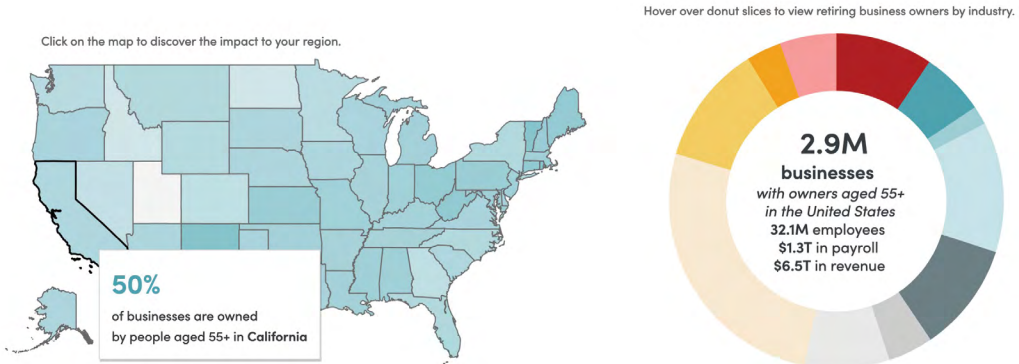 Hover over donut slices to view retiring business owners by industry.
Click on the map to discover the impact to your region.
50%
of businesses are owned
by people aged 55+ in California
2.9M
businesses
with owners aged 55+
in the United States
32.1M employees
$1.3T in payroll
$6.5T in revenue